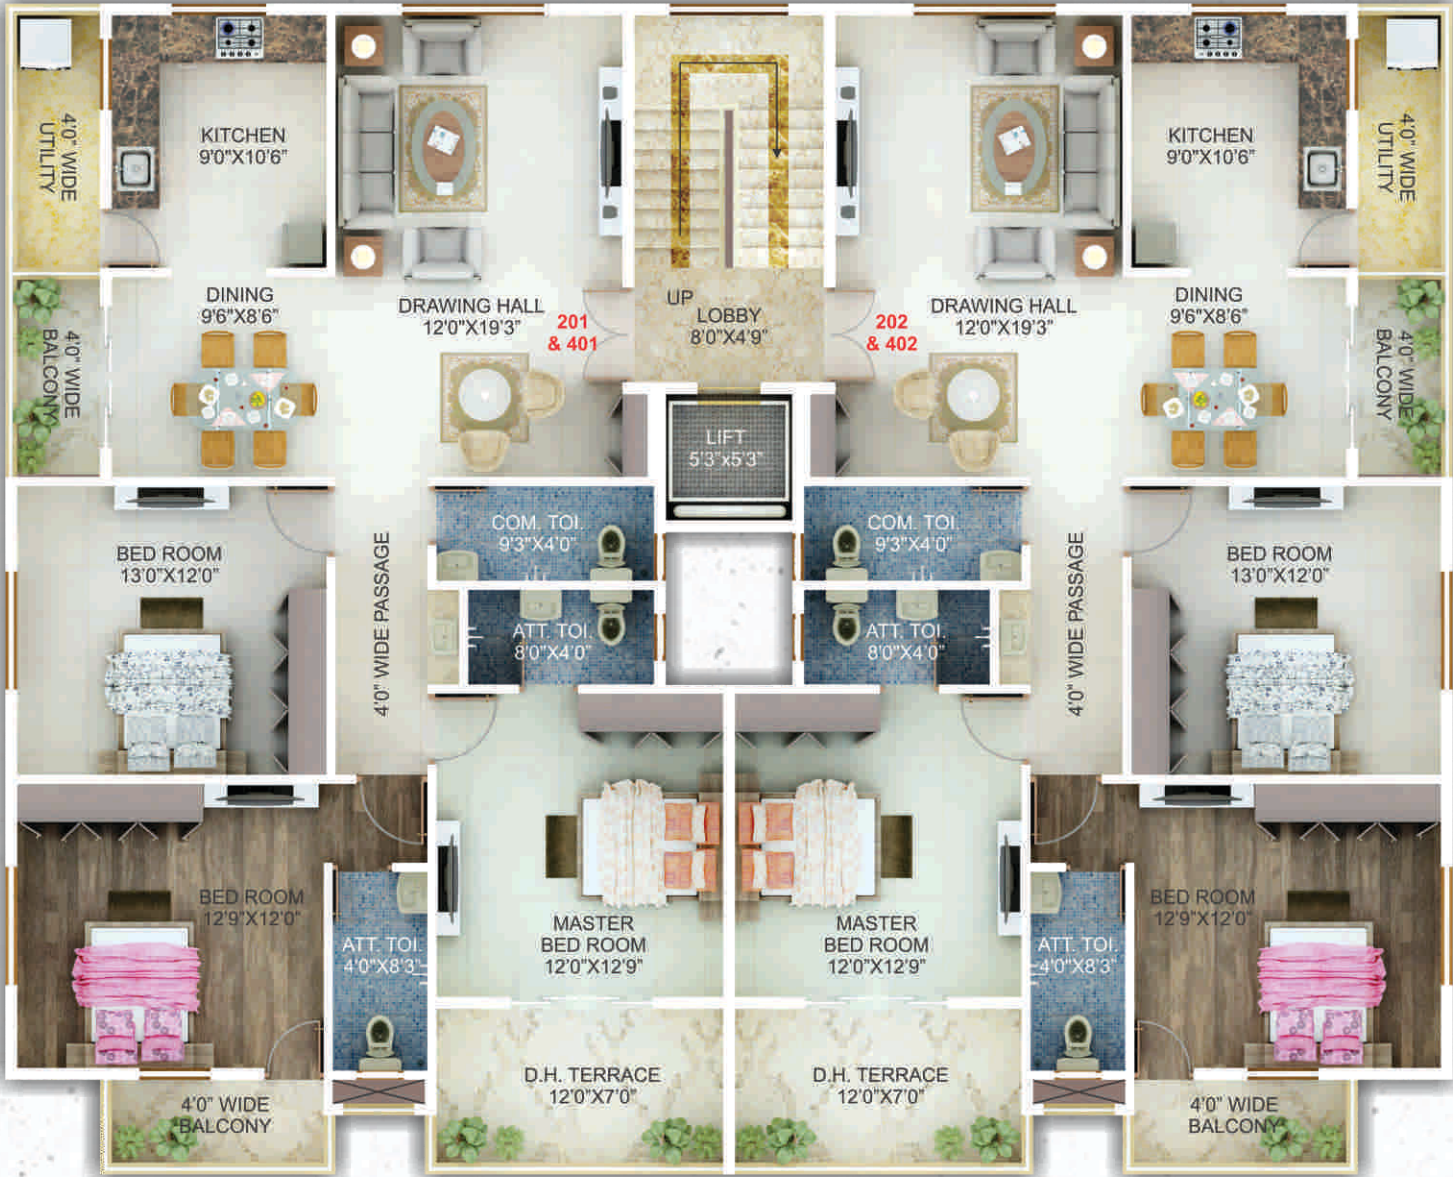 4'0" WIDE
UTILITY
KITCHEN
9'0"X10'6"
KITCHEN
9'0"X10'6"
4'0" WIDE
UTILITY
DINING
9'6"X8'6"
DRAWING HALL
12'0"X19'3"
201
& 401
UP
LOBBY
8'0"X4'9"
202
& 402
DRAWING HALL
12'0"X19'3"
DINING
9'6"X8'6"
4'0" WIDE
BALCONY
4'0" WIDE
BALCONY
LIFT
5'3"x5'3"
BED ROOM
13'0"X12'0"
4'0" WIDE PASSAGE
COM. TOI.
9'3"X4'0"
COM. TOI.
9'3"X4'0"
4'0" WIDE PASSAGE
BED ROOM
13'0"X12'0"
ATT. TOI.
8'0"X4'0"
ATT. TOI.
8'0"X4'0"
BED ROOM
12'9"X12'0"
ATT. TOI.
4'0"X8'3"
MASTER
BED ROOM
12'0"X12'9"
MASTER
BED ROOM
12'0"X12'9"
ATT. TOI.
4'0"X8'3"
BED ROOM
12'9"X12'0"
4'0" WIDE
BALCONY
D.H. TERRACE
12'0"X7'0"
D.H. TERRACE
12'0"X7'0"
4'0" WIDE
BALCONY